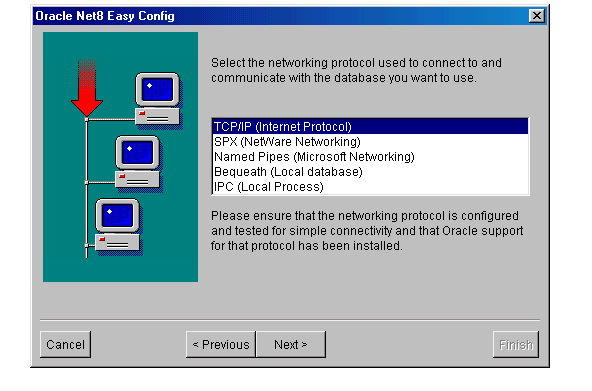 Oracle Net8 Easy Config
Select the networking protocol used to connect to and
communicate with the database you want to use.
TCP/IP (Internet Protocol)
SPX (NetWare Networking)
Named Pipes (Microsoft Networking)
Bequeath (Local database)
IPC (Local Process)
Please ensure that the networking protocol is configured
and tested for simple connectivity and that Oracle support
for that protocol has been installed.
Cancel
< Previous
Next >
Finish